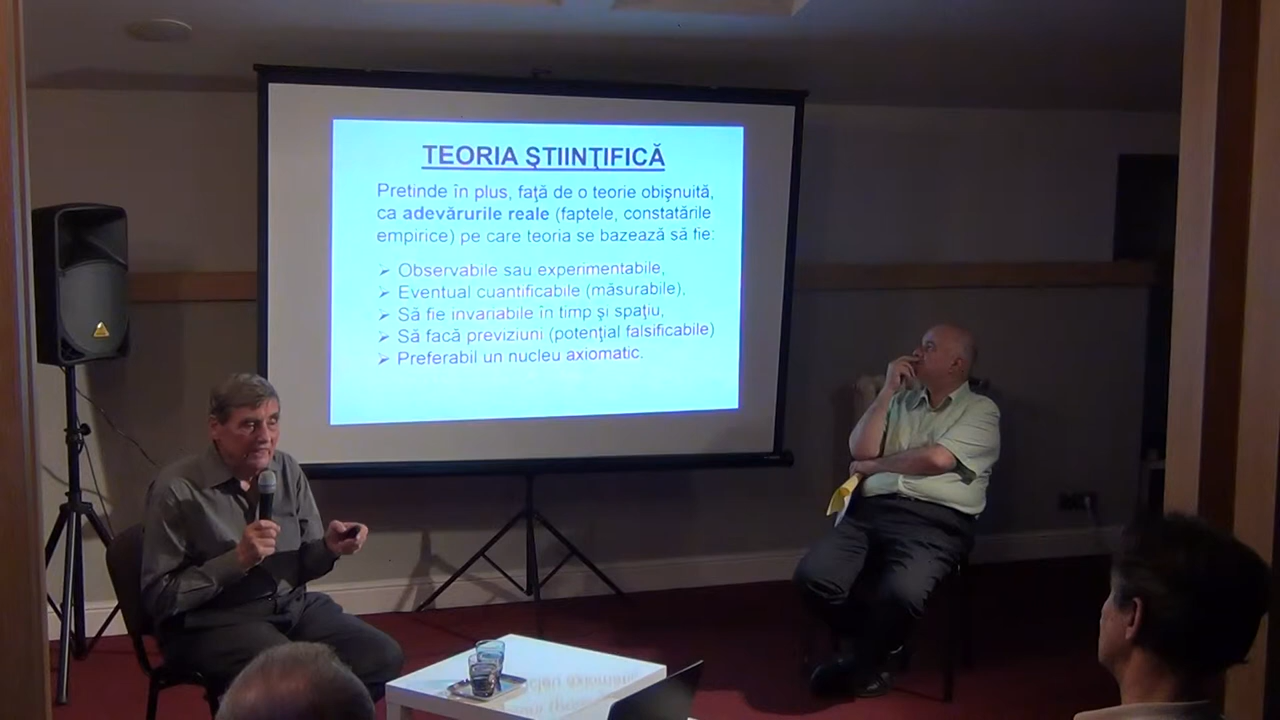 TEORIA ŞTIINŢIFICĂ
Pretinde în plus, faţă de o teorie obişnuită,
ca adevărurile reale (faptele, constatările
empirice) pe care teoria se bazează să fie:
➢ Observabile sau experimentabile,
➢ Eventual cuantificabile (măsurabile),
➢ Să fie invariabile în timp şi spaţiu,
➢ Să facă previziuni (potenţial falsificabile)
➢ Preferabil un nucleu axiomatic.